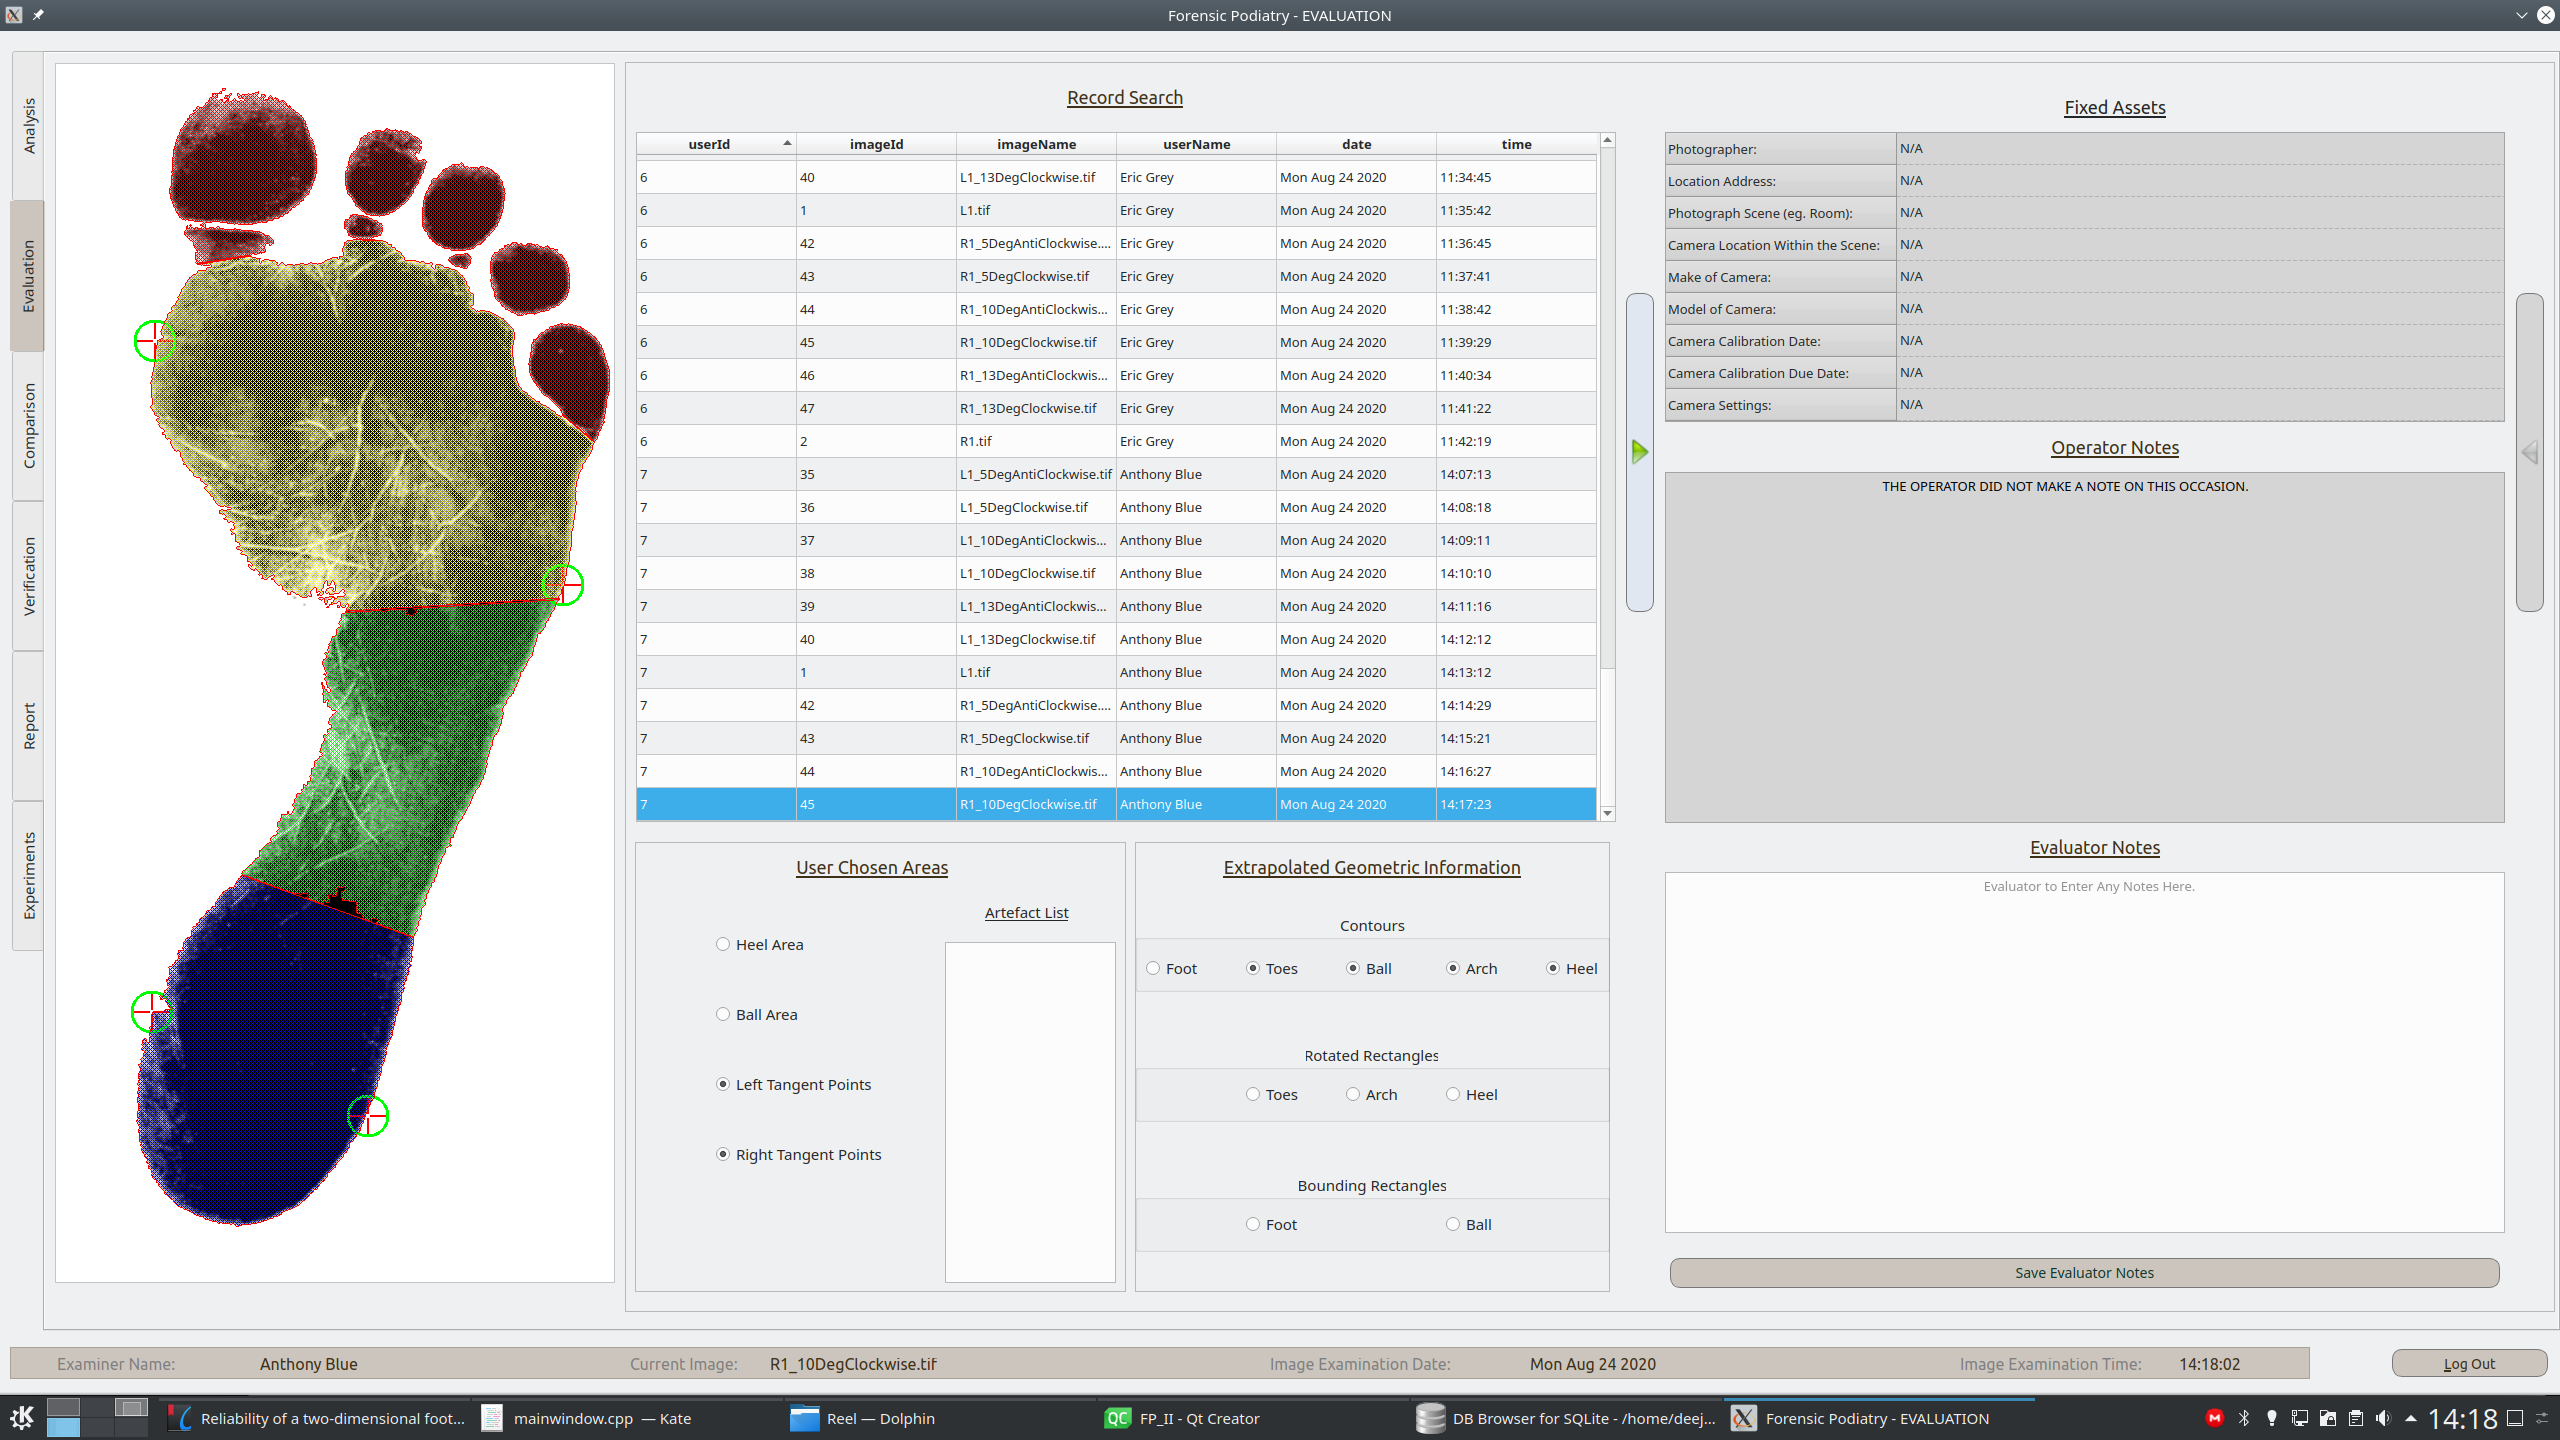 Forensic Podiatry - EVALUATION
Analysis
Evaluation
Comparison
Verification
Report
Experiments
Record Search
userId imageId imageName userName date time
6 40 L1_13DegClockwise.tif Eric Grey Mon Aug 24 2020 11:34:45
6 1 L1.tif Eric Grey Mon Aug 24 2020 11:35:42
6 42 R1_5DegAntiClockwise.... Eric Grey Mon Aug 24 2020 11:36:45
6 43 R1_5DegClockwise.tif Eric Grey Mon Aug 24 2020 11:37:41
6 44 R1_10DegAntiClockwis... Eric Grey Mon Aug 24 2020 11:38:42
6 45 R1_10DegClockwise.tif Eric Grey Mon Aug 24 2020 11:39:29
6 46 R1_13DegAntiClockwis... Eric Grey Mon Aug 24 2020 11:40:34
6 47 R1_13DegClockwise.tif Eric Grey Mon Aug 24 2020 11:41:22
6 2 R1.tif Eric Grey Mon Aug 24 2020 11:42:19
7 35 L1_5DegAntiClockwise.tif Anthony Blue Mon Aug 24 2020 14:07:13
7 36 L1_5DegClockwise.tif Anthony Blue Mon Aug 24 2020 14:08:18
7 37 L1_10DegAntiClockwis... Anthony Blue Mon Aug 24 2020 14:09:11
7 38 L1_10DegClockwise.tif Anthony Blue Mon Aug 24 2020 14:10:10
7 39 L1_13DegAntiClockwis... Anthony Blue Mon Aug 24 2020 14:11:16
7 40 L1_13DegClockwise.tif Anthony Blue Mon Aug 24 2020 14:12:12
7 1 L1.tif Anthony Blue Mon Aug 24 2020 14:13:12
7 42 R1_5DegAntiClockwise.... Anthony Blue Mon Aug 24 2020 14:14:29
7 43 R1_5DegClockwise.tif Anthony Blue Mon Aug 24 2020 14:15:21
7 44 R1_10DegAntiClockwis... Anthony Blue Mon Aug 24 2020 14:16:27
7 45 R1_10DegClockwise.tif Anthony Blue Mon Aug 24 2020 14:17:23
User Chosen Areas
Artefact List
Heel Area
Ball Area
Left Tangent Points
Right Tangent Points
Extrapolated Geometric Information
Contours
Foot Toes Ball Arch Heel
Rotated Rectangles
Toes Arch Heel
Bounding Rectangles
Foot Ball
Fixed Assets
Photographer: N/A
Location Address: N/A
Photograph Scene (eg. Room): N/A
Camera Location Within the Scene: N/A
Make of Camera: N/A
Model of Camera: N/A
Camera Calibration Date: N/A
Camera Calibration Due Date: N/A
Camera Settings: N/A
Operator Notes
THE OPERATOR DID NOT MAKE A NOTE ON THIS OCCASION.
Evaluator Notes
Evaluator to Enter Any Notes Here.
Save Evaluator Notes
Examiner Name: Anthony Blue Current Image: R1_10DegClockwise.tif Image Examination Date: Mon Aug 24 2020 Image Examination Time: 14:18:02 Log Out
Reliability of a two-dimensional foot... mainwindow.cpp — Kate Reel — Dolphin QC FP_II - Qt Creator DB Browser for SQLite - /home/deej... Forensic Podiatry - EVALUATION 14:18